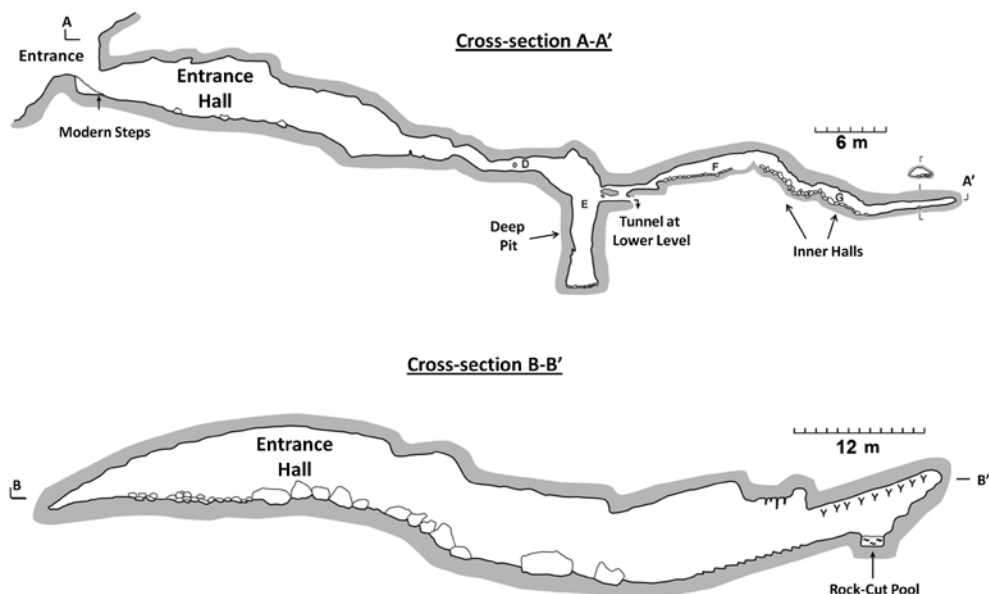 Cross-section A-A’
A
Entrance
Entrance
Hall
Modern Steps
6 m
D
F
E
G
A’
Deep
Pit
Tunnel at
Lower Level
Inner Halls
Cross-section B-B’
12 m
Entrance
Hall
B
B’
Y Y Y Y Y Y Y Y Y
Rock-Cut Pool